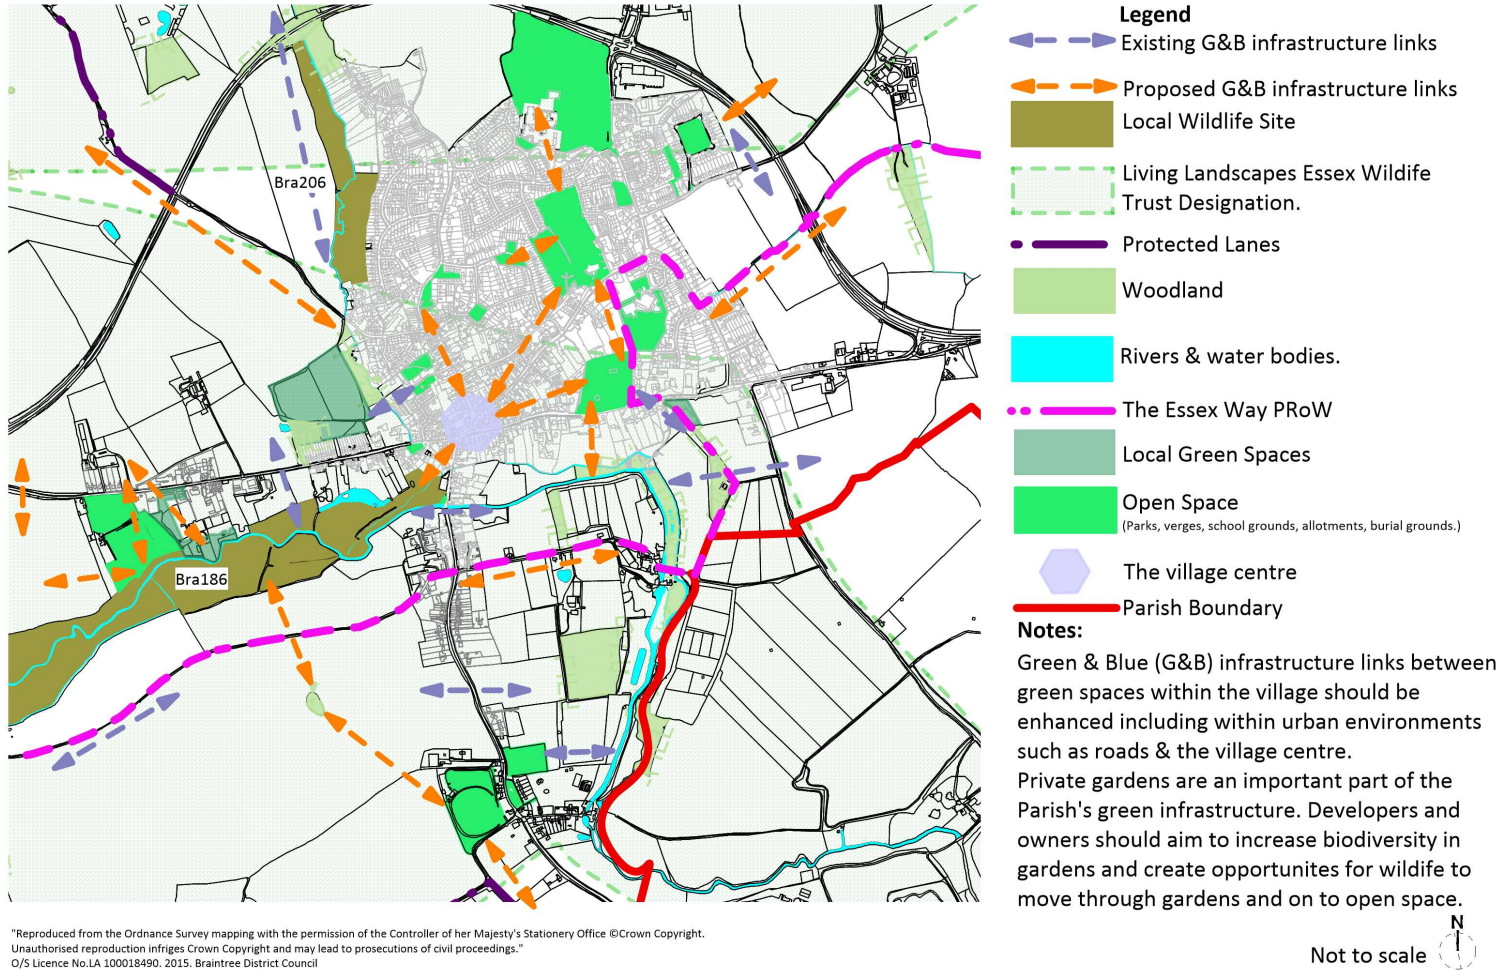 Legend
Existing G&B infrastructure links
Proposed G&B infrastructure links
Local Wildlife Site
Living Landscapes Essex Wildife
Trust Designation.
Protected Lanes
Woodland
Rivers & water bodies.
The Essex Way PRoW
Local Green Spaces
Open Space
(Parks, verges, school grounds, allotments, burial grounds.)
The village centre
Parish Boundary
Notes:
Green & Blue (G&B) infrastructure links between
green spaces within the village should be
enhanced including within urban environments
such as roads & the village centre.
Private gardens are an important part of the
Parish's green infrastructure. Developers and
owners should aim to increase biodiversity in
gardens and create opportunites for wildife to
move through gardens and on to open space.
N
Not to scale
Bra206
Bra186
"Reproduced from the Ordnance Survey mapping with the permission of the Controller of her Majesty's Stationery Office ©Crown Copyright.
Unauthorised reproduction infriges Crown Copyright and may lead to prosecutions of civil proceedings."
O/S Licence No.LA 100018490. 2015. Braintree District Council